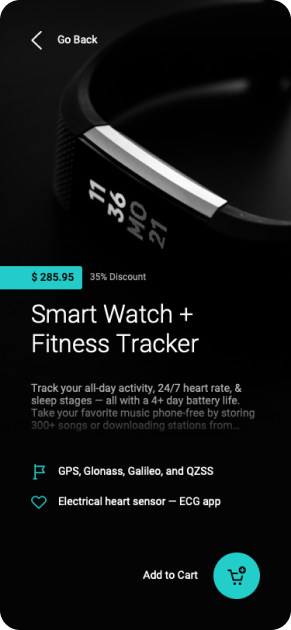 Go Back
11
36
MO
21
$ 285.95
35% Discount
Smart Watch +
Fitness Tracker
Track your all-day activity, 24/7 heart rate, &
sleep stages — all with a 4+ day battery life.
Take your favorite music phone-free by storing
300+ songs or downloading stations from...
GPS, Glonass, Galileo, and QZSS
Electrical heart sensor — ECG app
Add to Cart